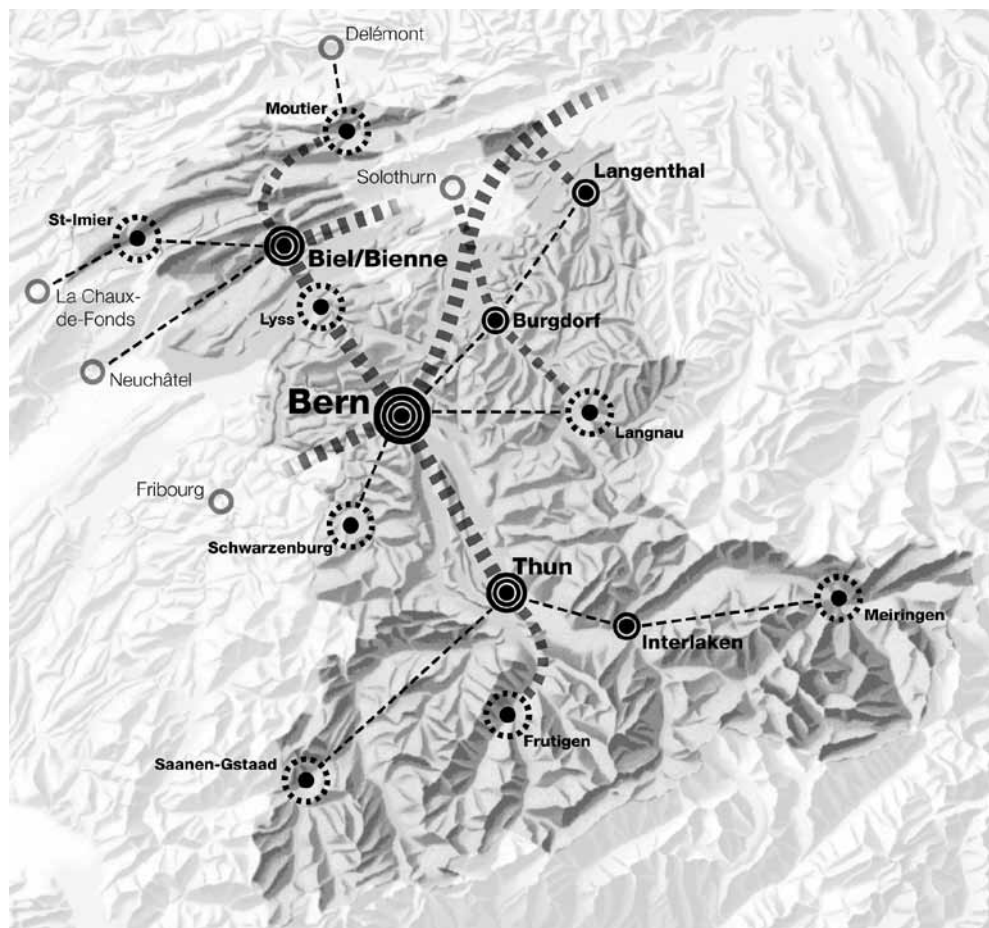 Delémont
Moutier
Solothurn
Langenthal
St-Imier
Biel/Bienne
La Chaux-
de-Fonds
Lyss
Burgdorf
Neuchâtel
Bern
Langnau
Fribourg
Schwarzenburg
Thun
Meiringen
Interlaken
Frutigen
Saanen-Gstaad